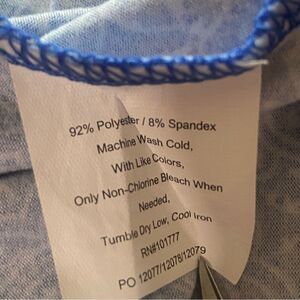 92% Polyester / 8% Spandex
Machine Wash Cold,
With Like Colors,
Only Non-Chlorine Bleach When
Needed,
Tumble Dry Low, Cool Iron
RN#101777
PO 12077/12078/12079